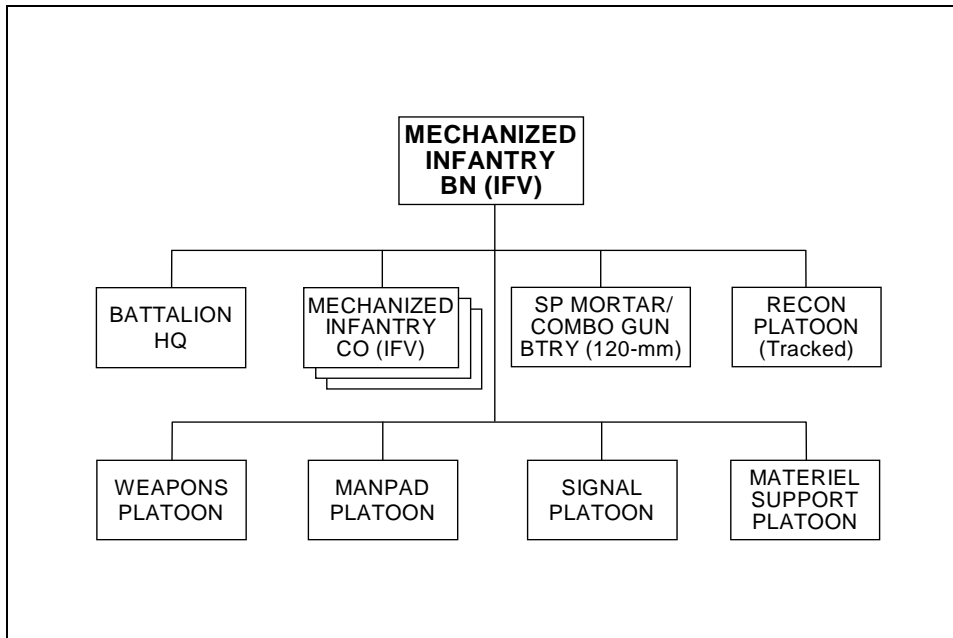 MECHANIZED
INFANTRY
BN (IFV)
BATTALION
HQ
MECHANIZED
INFANTRY
CO (IFV)
SP MORTAR/
COMBO GUN
BTRY (120-mm)
RECON
PLATOON
(Tracked)
WEAPONS
PLATOON
MANPAD
PLATOON
SIGNAL
PLATOON
MATERIEL
SUPPORT
PLATOON